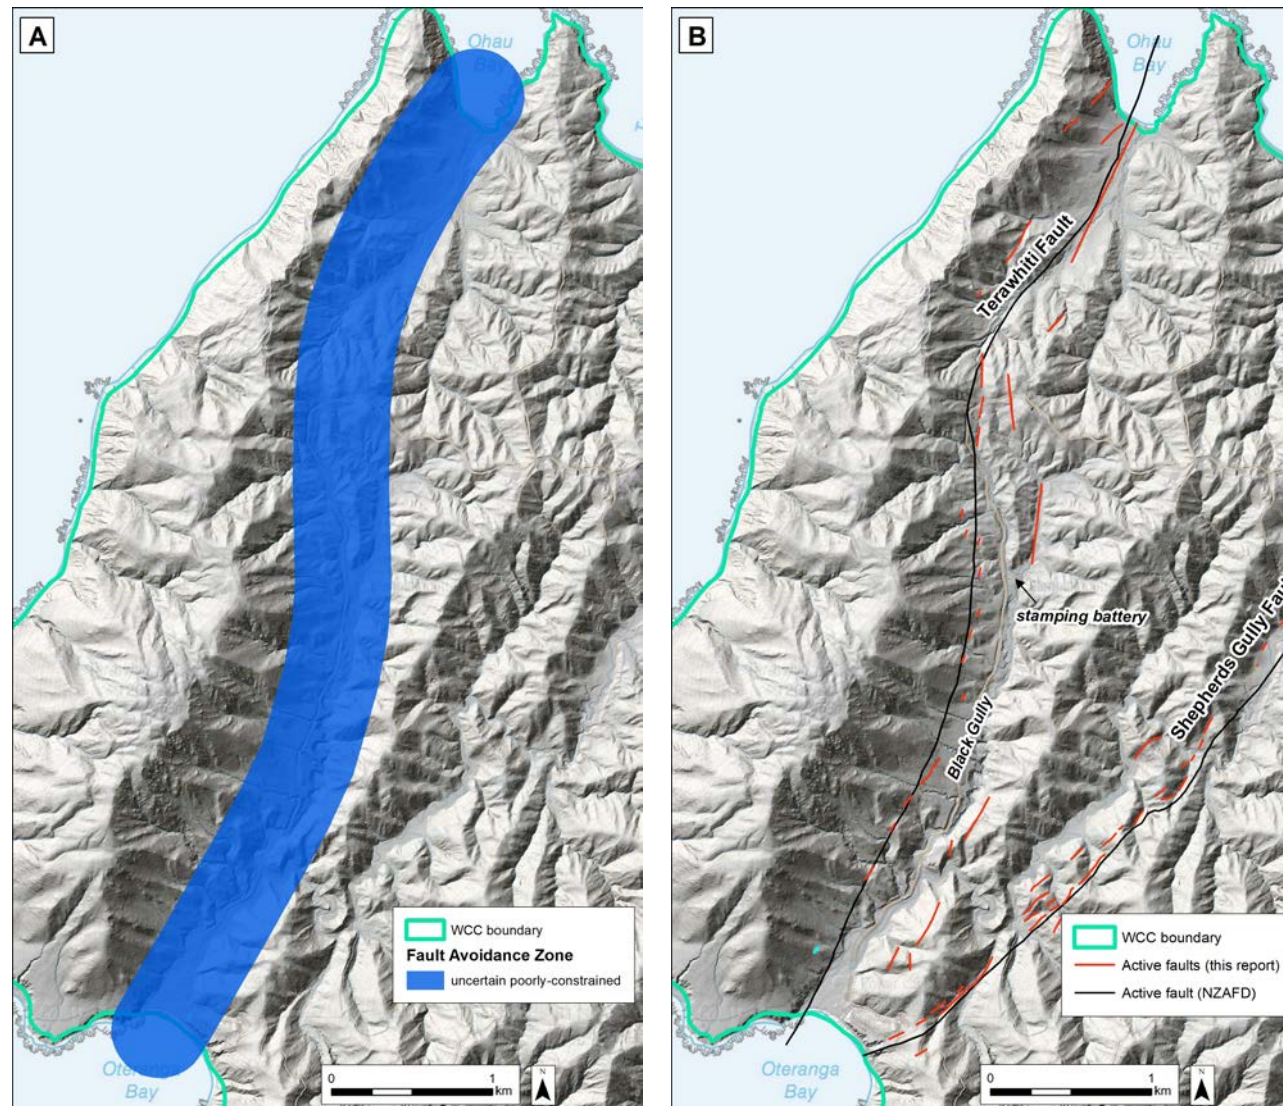 A
Ohau
Bay
Oteranga
Bay
WCC boundary
Fault Avoidance Zone
uncertain poorly-constrained
0 1
km
N
B
Ohau
Bay
Terawhiti Fault
stamping battery
Shepherds Gully Fau
Black Gully
Oteranga
Bay
WCC boundary
Active faults (this report)
Active fault (NZAFD)
0 1
km
N